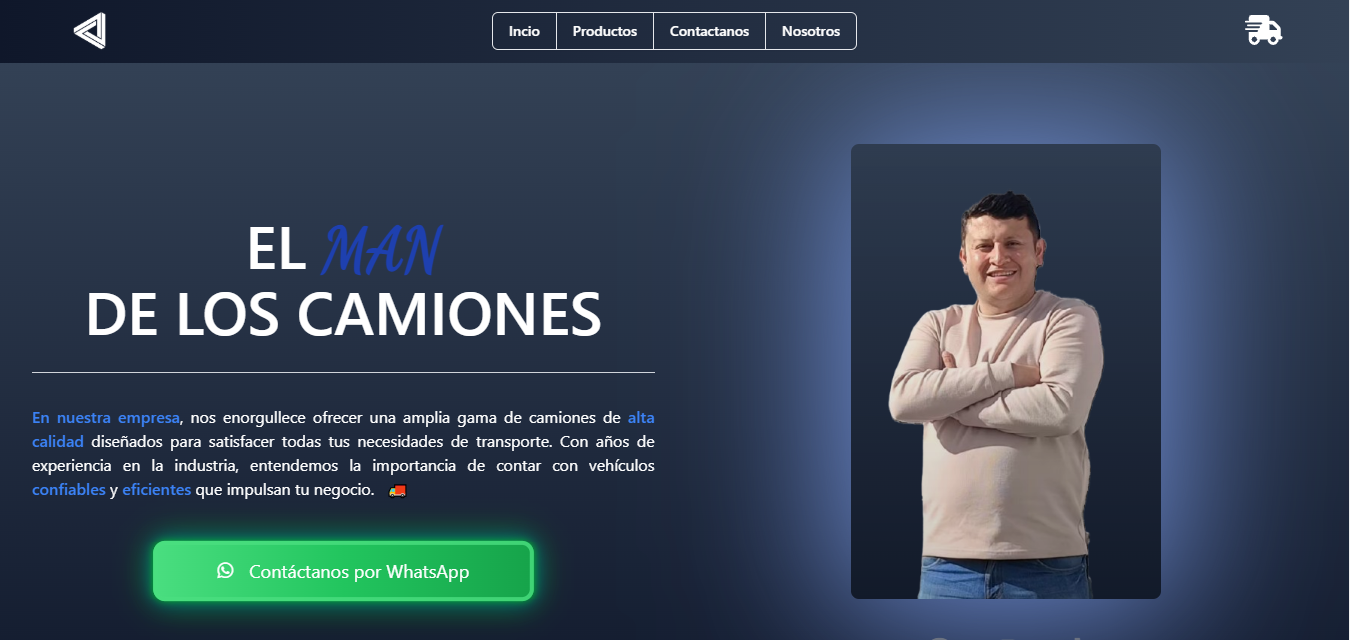 Incio
Productos
Contactanos
Nosotros
EL MAN
DE LOS CAMIONES
En nuestra empresa, nos enorgullece ofrecer una amplia gama de camiones de alta
calidad diseñados para satisfacer todas tus necesidades de transporte. Con años de
experiencia en la industria, entendemos la importancia de contar con vehículos
confiables y eficientes que impulsan tu negocio. 🚚
Contáctanos por WhatsApp